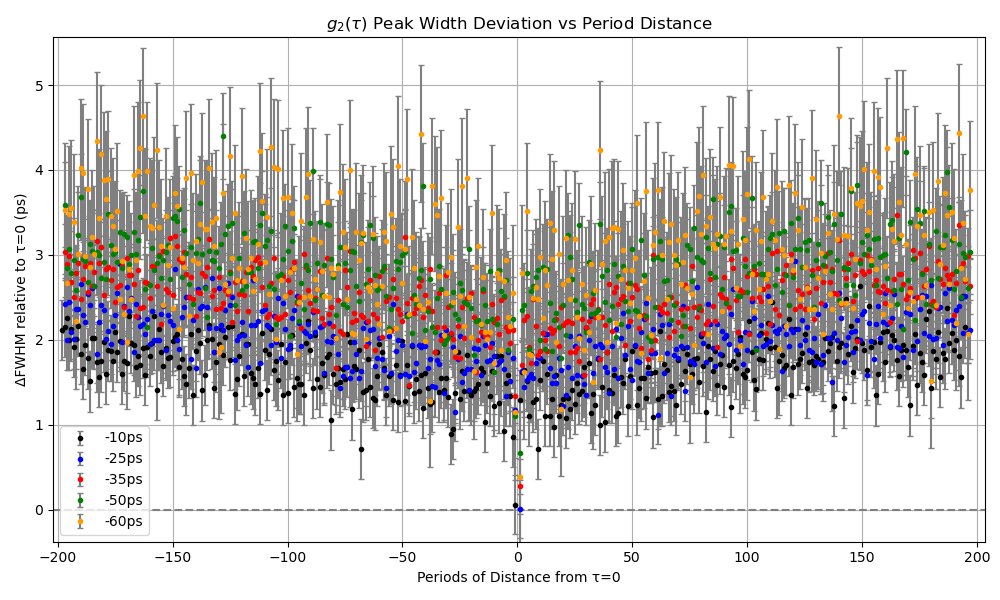 g₂(τ) Peak Width Deviation vs Period Distance
ΔFWHM relative to τ=0 (ps)
5
4
3
2
1
0
-10ps
-25ps
-35ps
-50ps
-60ps
−200 −150 −100 −50 0 50 100 150 200
Periods of Distance from τ=0